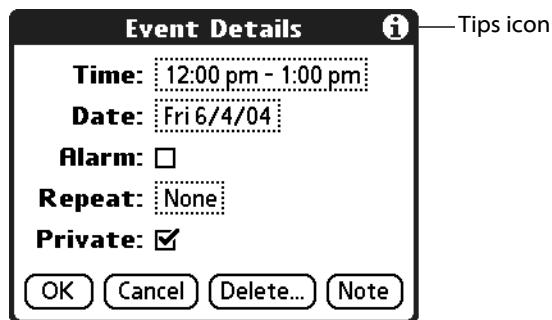 Event Details
Tips icon
Time: 12:00 pm - 1:00 pm
Date: Fri 6/4/04
Alarm:
Repeat: None
Private:
OK Cancel Delete... Note